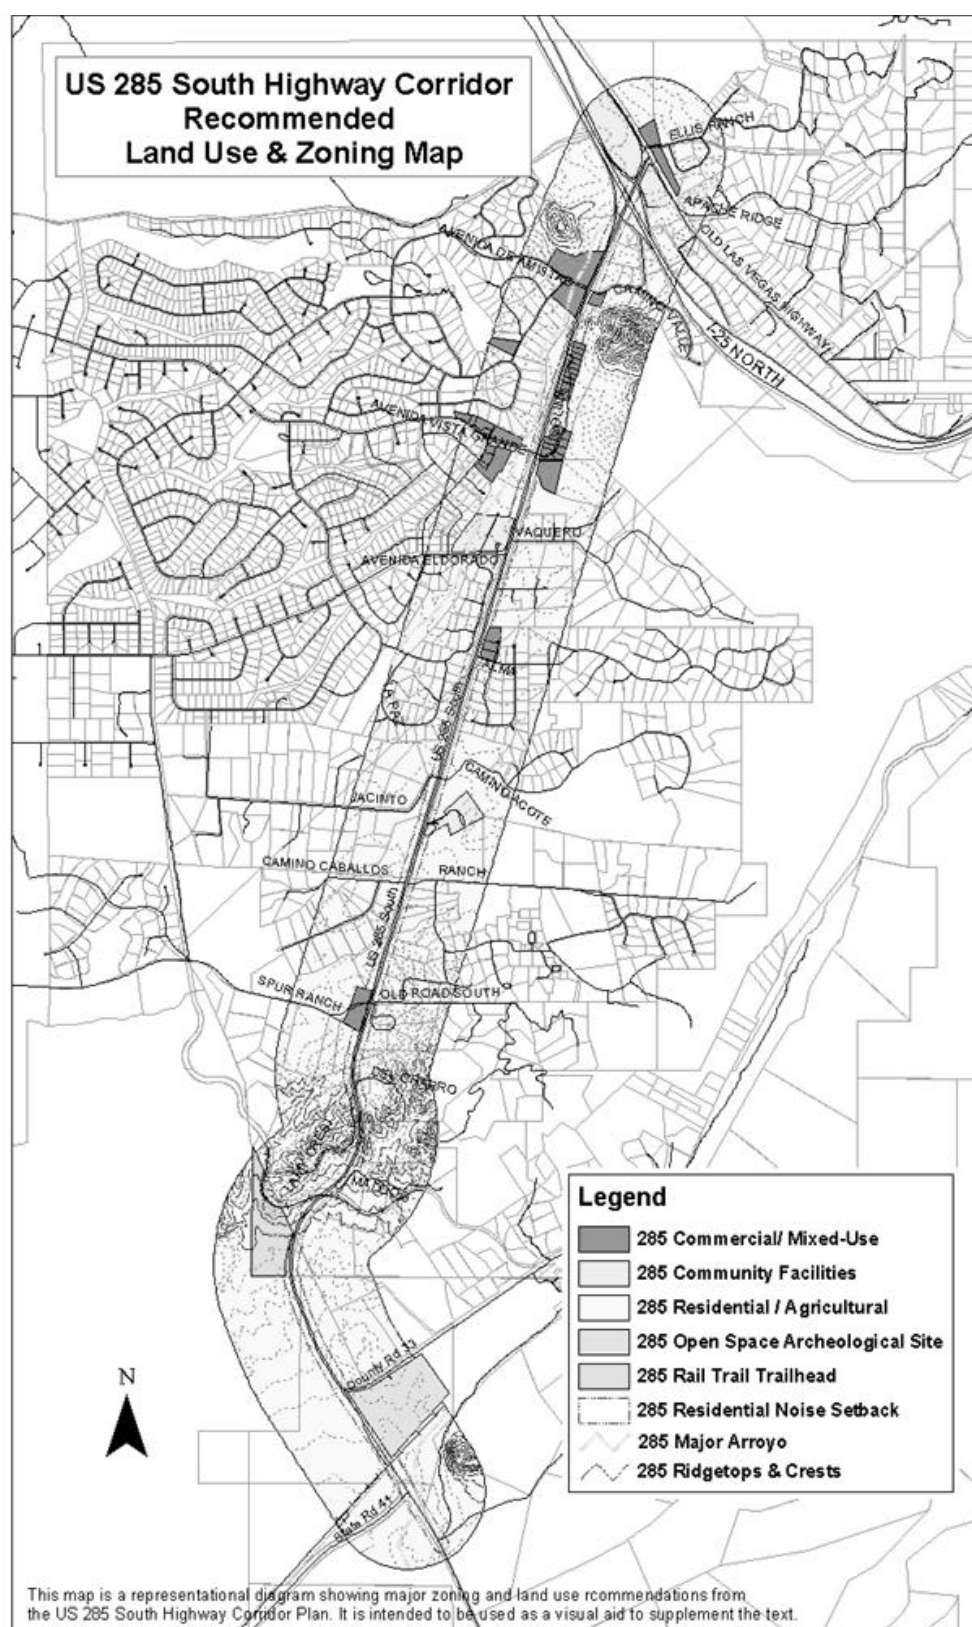 US 285 South Highway Corridor
Recommended
Land Use & Zoning Map
ELLIS RANCH
APACHE RIDGE
OLD LAS VEGAS HIGHWAY
AVENIDA DE AMISTAD
CAMINO VALLE
I-25 NORTH
AVENIDA VISTA GRANDE
VAQUERO
AVENIDA ELDORADO
ALMA
LA PAZ
US 285 South
JACINTO
CAMINO ACOTE
CAMINO CABALLOS
RANCH
US 285 South
SPUR RANCH
OLD ROAD SOUTH
DEL CERRO
County Rd 33
State Rd 41
N
Legend
285 Commercial/ Mixed-Use
285 Community Facilities
285 Residential / Agricultural
285 Open Space Archeological Site
285 Rail Trail Trailhead
285 Residential Noise Setback
285 Major Arroyo
285 Ridgetops & Crests
This map is a representational diagram showing major zoning and land use rcommendations from
the US 285 South Highway Corridor Plan. It is intended to be used as a visual aid to supplement the text.